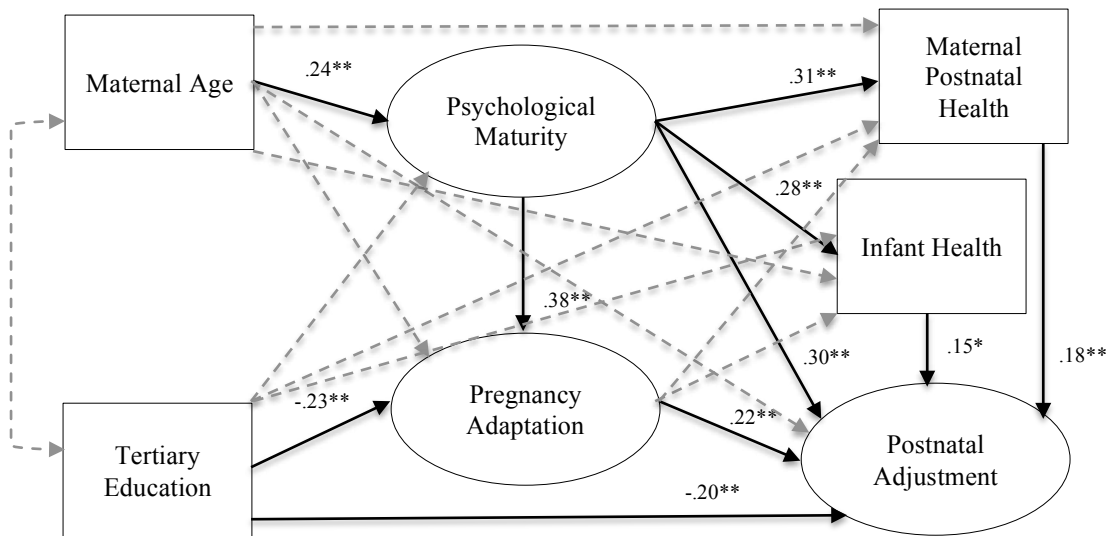 Maternal Age
.24**
Psychological
Maturity
.31**
Maternal
Postnatal
Health
.28**
Infant Health
.38**
.30**
.15*
.18**
-.23**
Pregnancy
Adaptation
.22**
Tertiary
Education
-.20**
Postnatal
Adjustment